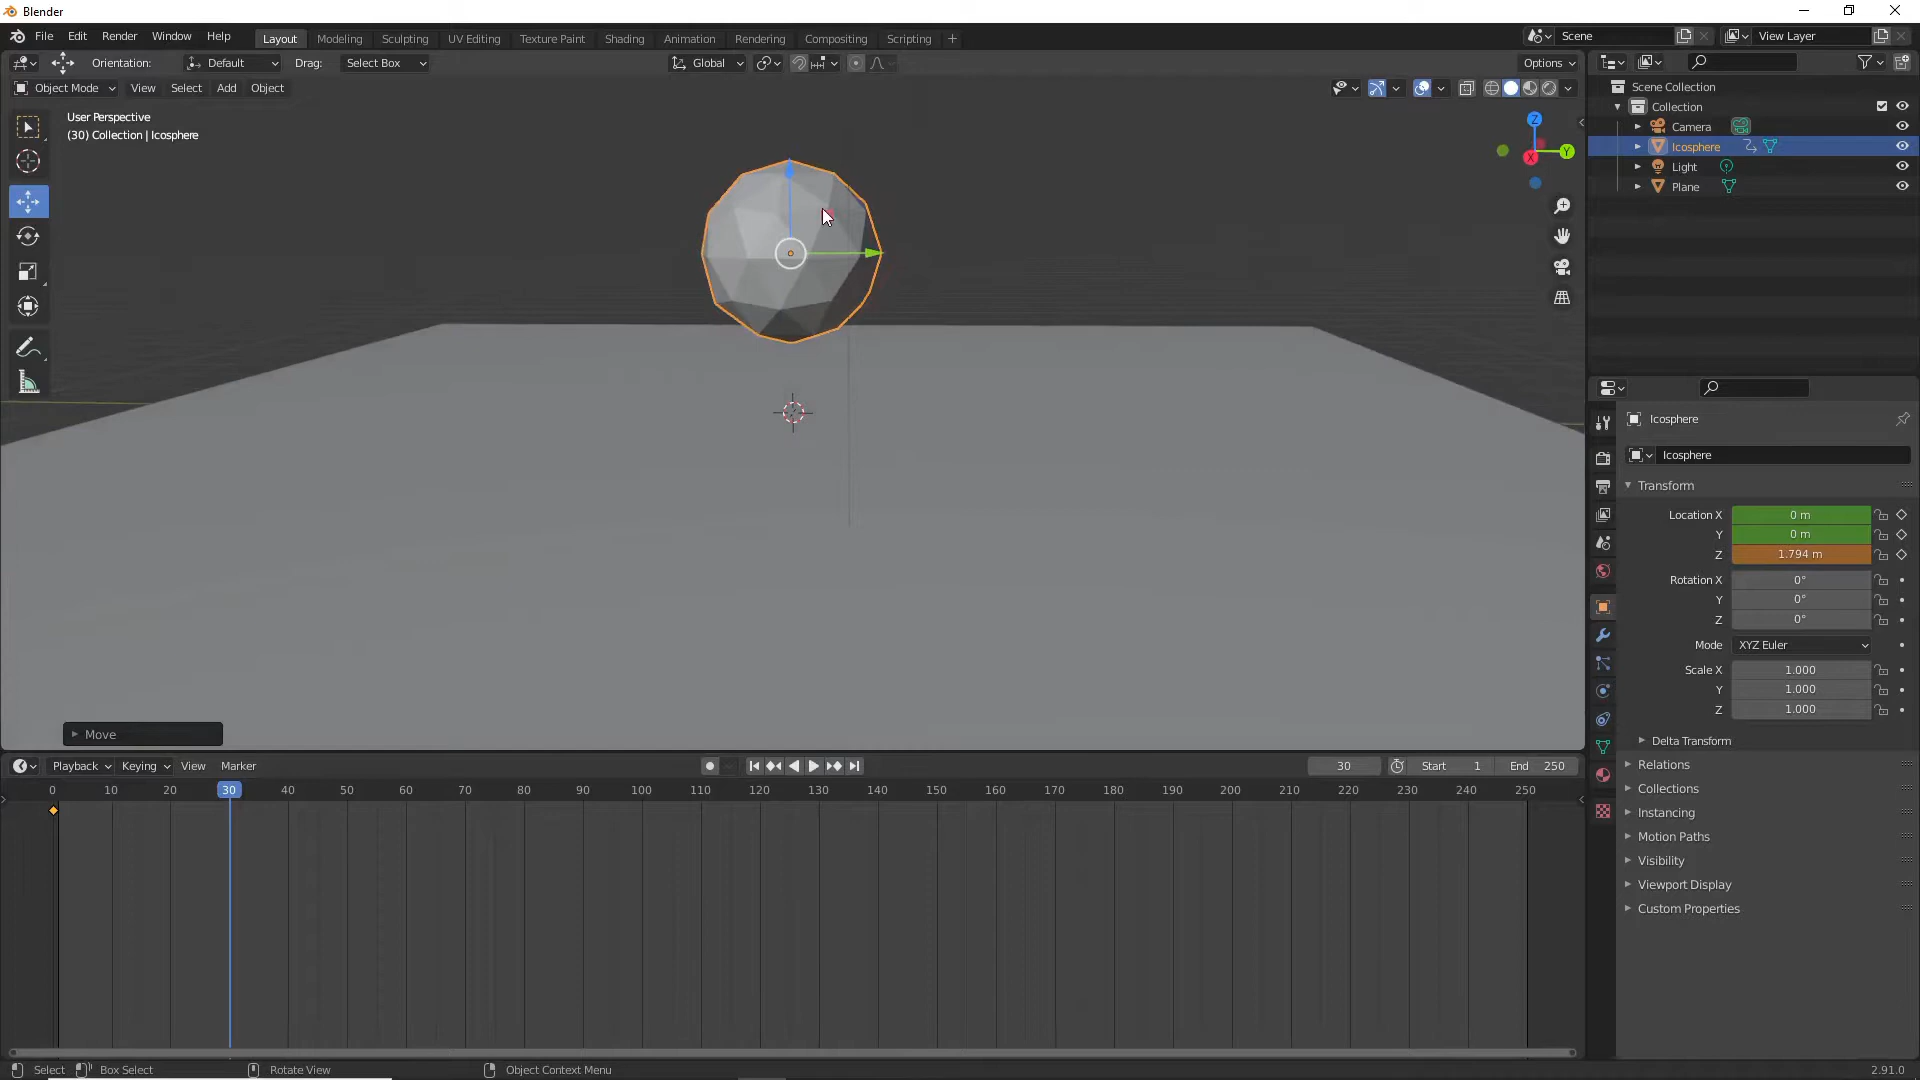 Blender
File Edit Render Window Help
Layout Modeling Sculpting UV Editing Texture Paint Shading Animation Rendering Compositing Scripting +
Scene
View Layer
Orientation: Default Drag: Select Box
Global
Options
Object Mode View Select Add Object
User Perspective
(30) Collection | Icosphere
Z
Y
X
Scene Collection
Collection
Camera
Icosphere
Light
Plane
Icosphere
Icosphere
Transform
Location X 0 m
Y 0 m
Z 1.794 m
Rotation X 0°
Y 0°
Z 0°
Mode XYZ Euler
Scale X 1.000
Y 1.000
Z 1.000
Delta Transform
Relations
Collections
Instancing
Motion Paths
Visibility
Viewport Display
Custom Properties
Move
Playback Keying View Marker
30 Start 1 End 250
0 10 20 30 40 50 60 70 80 90 100 110 120 130 140 150 160 170 180 190 200 210 220 230 240 250
Select Box Select Rotate View Object Context Menu
2.91.0